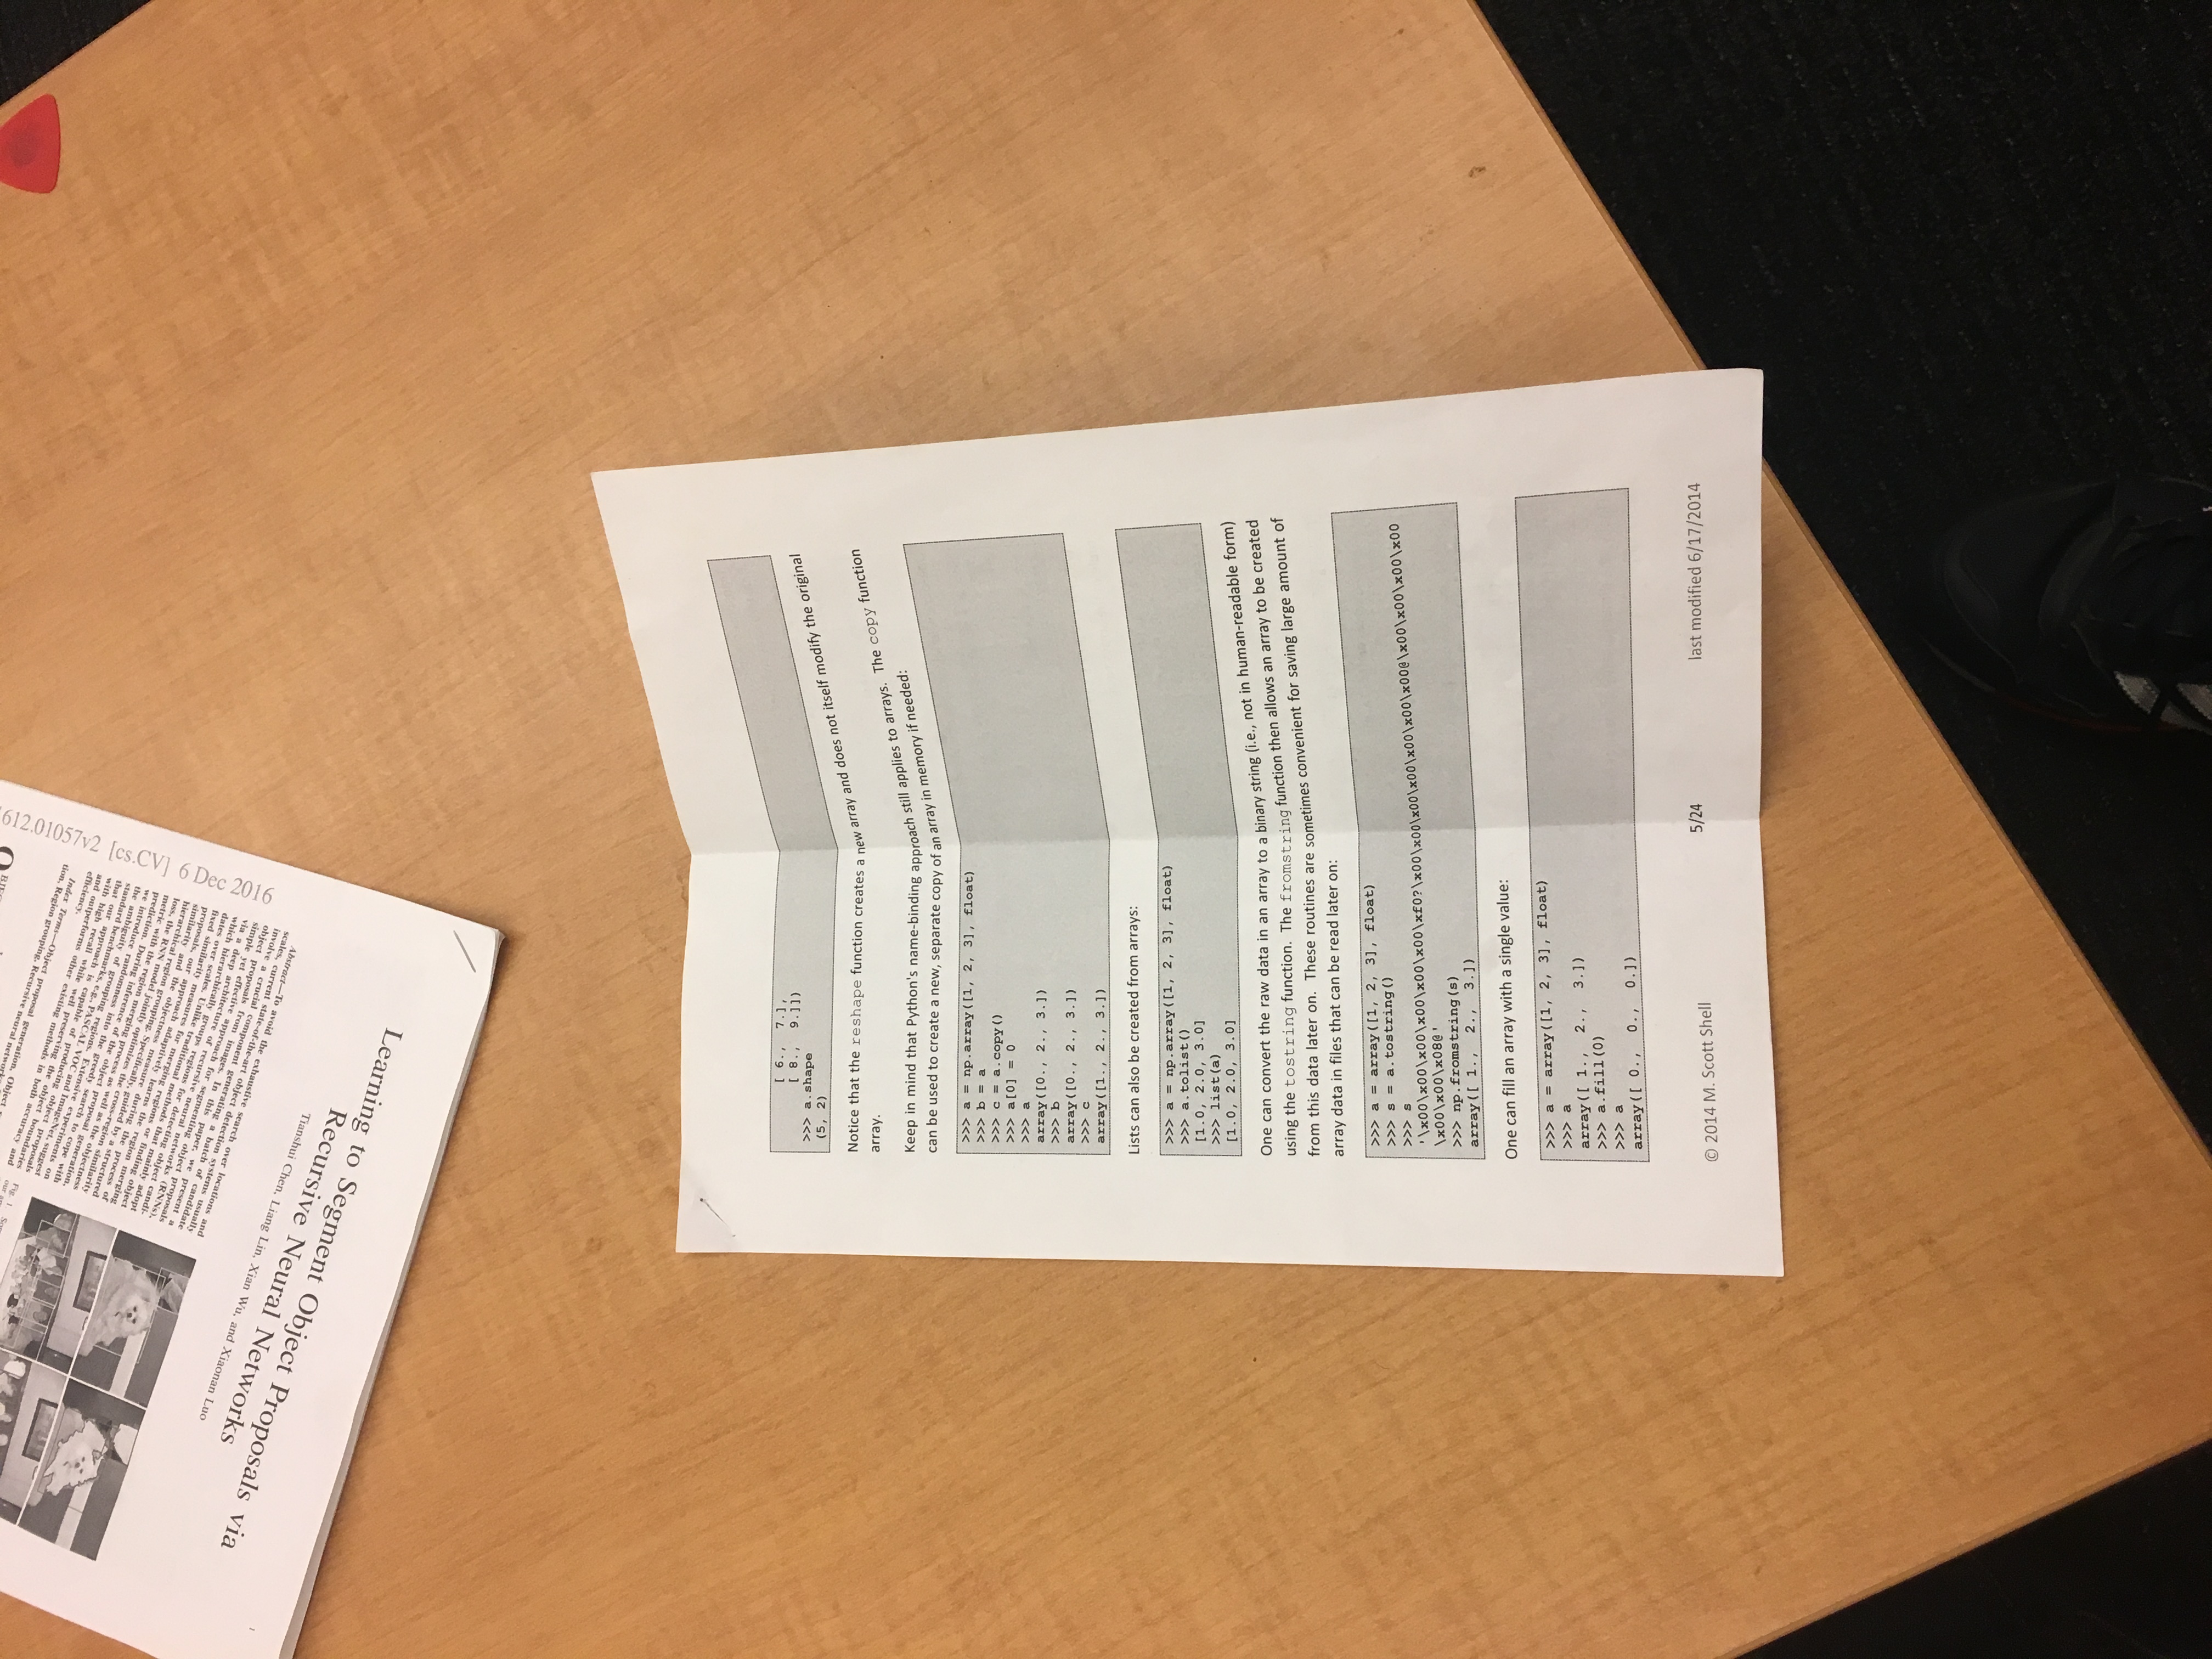 [ 6.,  7.],
[ 8.,  9.]])
>>> a.shape
(5, 2)
Notice that the reshape function creates a new array and does not itself modify the original
array.
Keep in mind that Python's name-binding approach still applies to arrays. The copy function
can be used to create a new, separate copy of an array in memory if needed:
>>> a = np.array([1, 2, 3], float)
>>> b = a
>>> c = a.copy()
>>> a[0] = 0
>>> a
array([0., 2., 3.])
>>> b
array([0., 2., 3.])
>>> c
array([1., 2., 3.])
Lists can also be created from arrays:
>>> a = np.array([1, 2, 3], float)
>>> a.tolist()
[1.0, 2.0, 3.0]
>>> list(a)
[1.0, 2.0, 3.0]
One can convert the raw data in an array to a binary string (i.e., not in human-readable form)
using the tostring function. The fromstring function then allows an array to be created
from this data later on. These routines are sometimes convenient for saving large amount of
array data in files that can be read later on:
>>> a = array([1, 2, 3], float)
>>> s = a.tostring()
>>> s
'\x00\x00\x00\x00\x00\x00\xf0?\x00\x00\x00\x00\x00\x00\x00@\x00\x00\x00\x00
\x00\x00\x08@'
>>> np.fromstring(s)
array([ 1.,  2.,  3.])
One can fill an array with a single value:
>>> a = array([1, 2, 3], float)
>>> a
array([ 1.,  2.,  3.])
>>> a.fill(0)
>>> a
array([ 0.,  0.,  0.])
© 2014 M. Scott Shell
5/24
last modified 6/17/2014
1
Learning to Segment Object Proposals via
Recursive Neural Networks
Tianshui Chen, Liang Lin, Xian Wu, and Xiaonan Luo
Abstract—To avoid the exhaustive search over locations and
scales, current state-of-the-art object detection systems usually
involve a crucial component generating a batch of candidate
object proposals from images. In this paper, we present a
simple yet effective approach for segmenting object proposals
via a deep architecture of recursive neural networks (RNNs),
which hierarchically groups regions for detecting object candi-
dates over scales. Unlike traditional methods that mainly adopt
fixed similarity measures for merging regions or finding object
proposals, our approach adaptively learns the region merging
similarity and the objectness measure during the process of
hierarchical region grouping. Specifically, guided by a structured
loss, the RNN model jointly optimizes the cross-region similarity
metric with the region merging process as well as the objectness
prediction. During inference of the object proposal generation,
we introduce randomness into the greedy search to cope with
the ambiguity of grouping regions. Extensive experiments on
standard benchmarks, e.g., PASCAL VOC and ImageNet, suggest
that our approach is capable of producing object proposals
with high recall while well preserving the object boundaries
and outperforms other existing methods in both accuracy and
efficiency.
Index Terms—Object proposal generation, Object
tion, Region grouping, Recursive neural network
Fig. 1
612.01057v2 [cs.CV] 6 Dec 2016